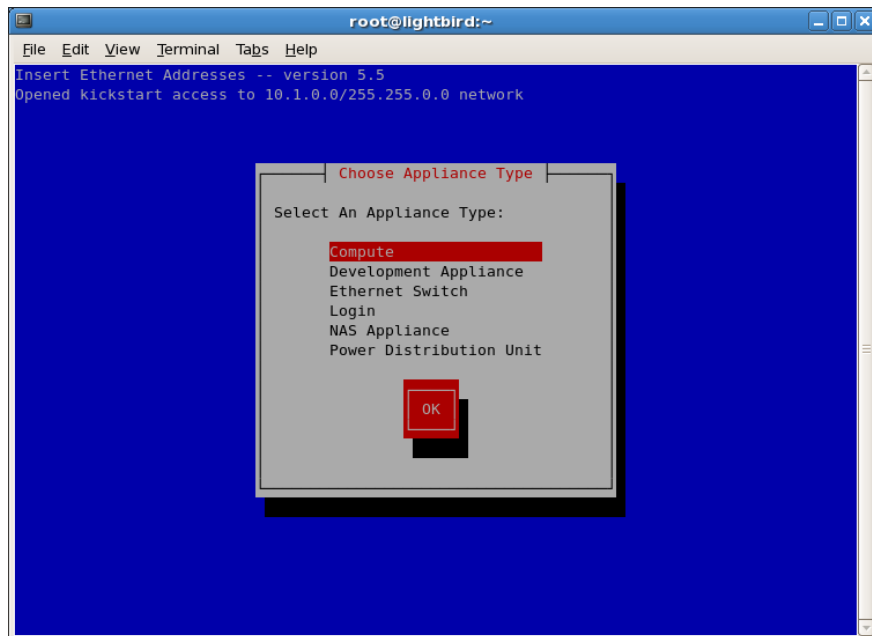 root@lightbird:~
File Edit View Terminal Tabs Help
Insert Ethernet Addresses -- version 5.5
Opened kickstart access to 10.1.0.0/255.255.0.0 network
Choose Appliance Type
Select An Appliance Type:
Compute
Development Appliance
Ethernet Switch
Login
NAS Appliance
Power Distribution Unit
OK